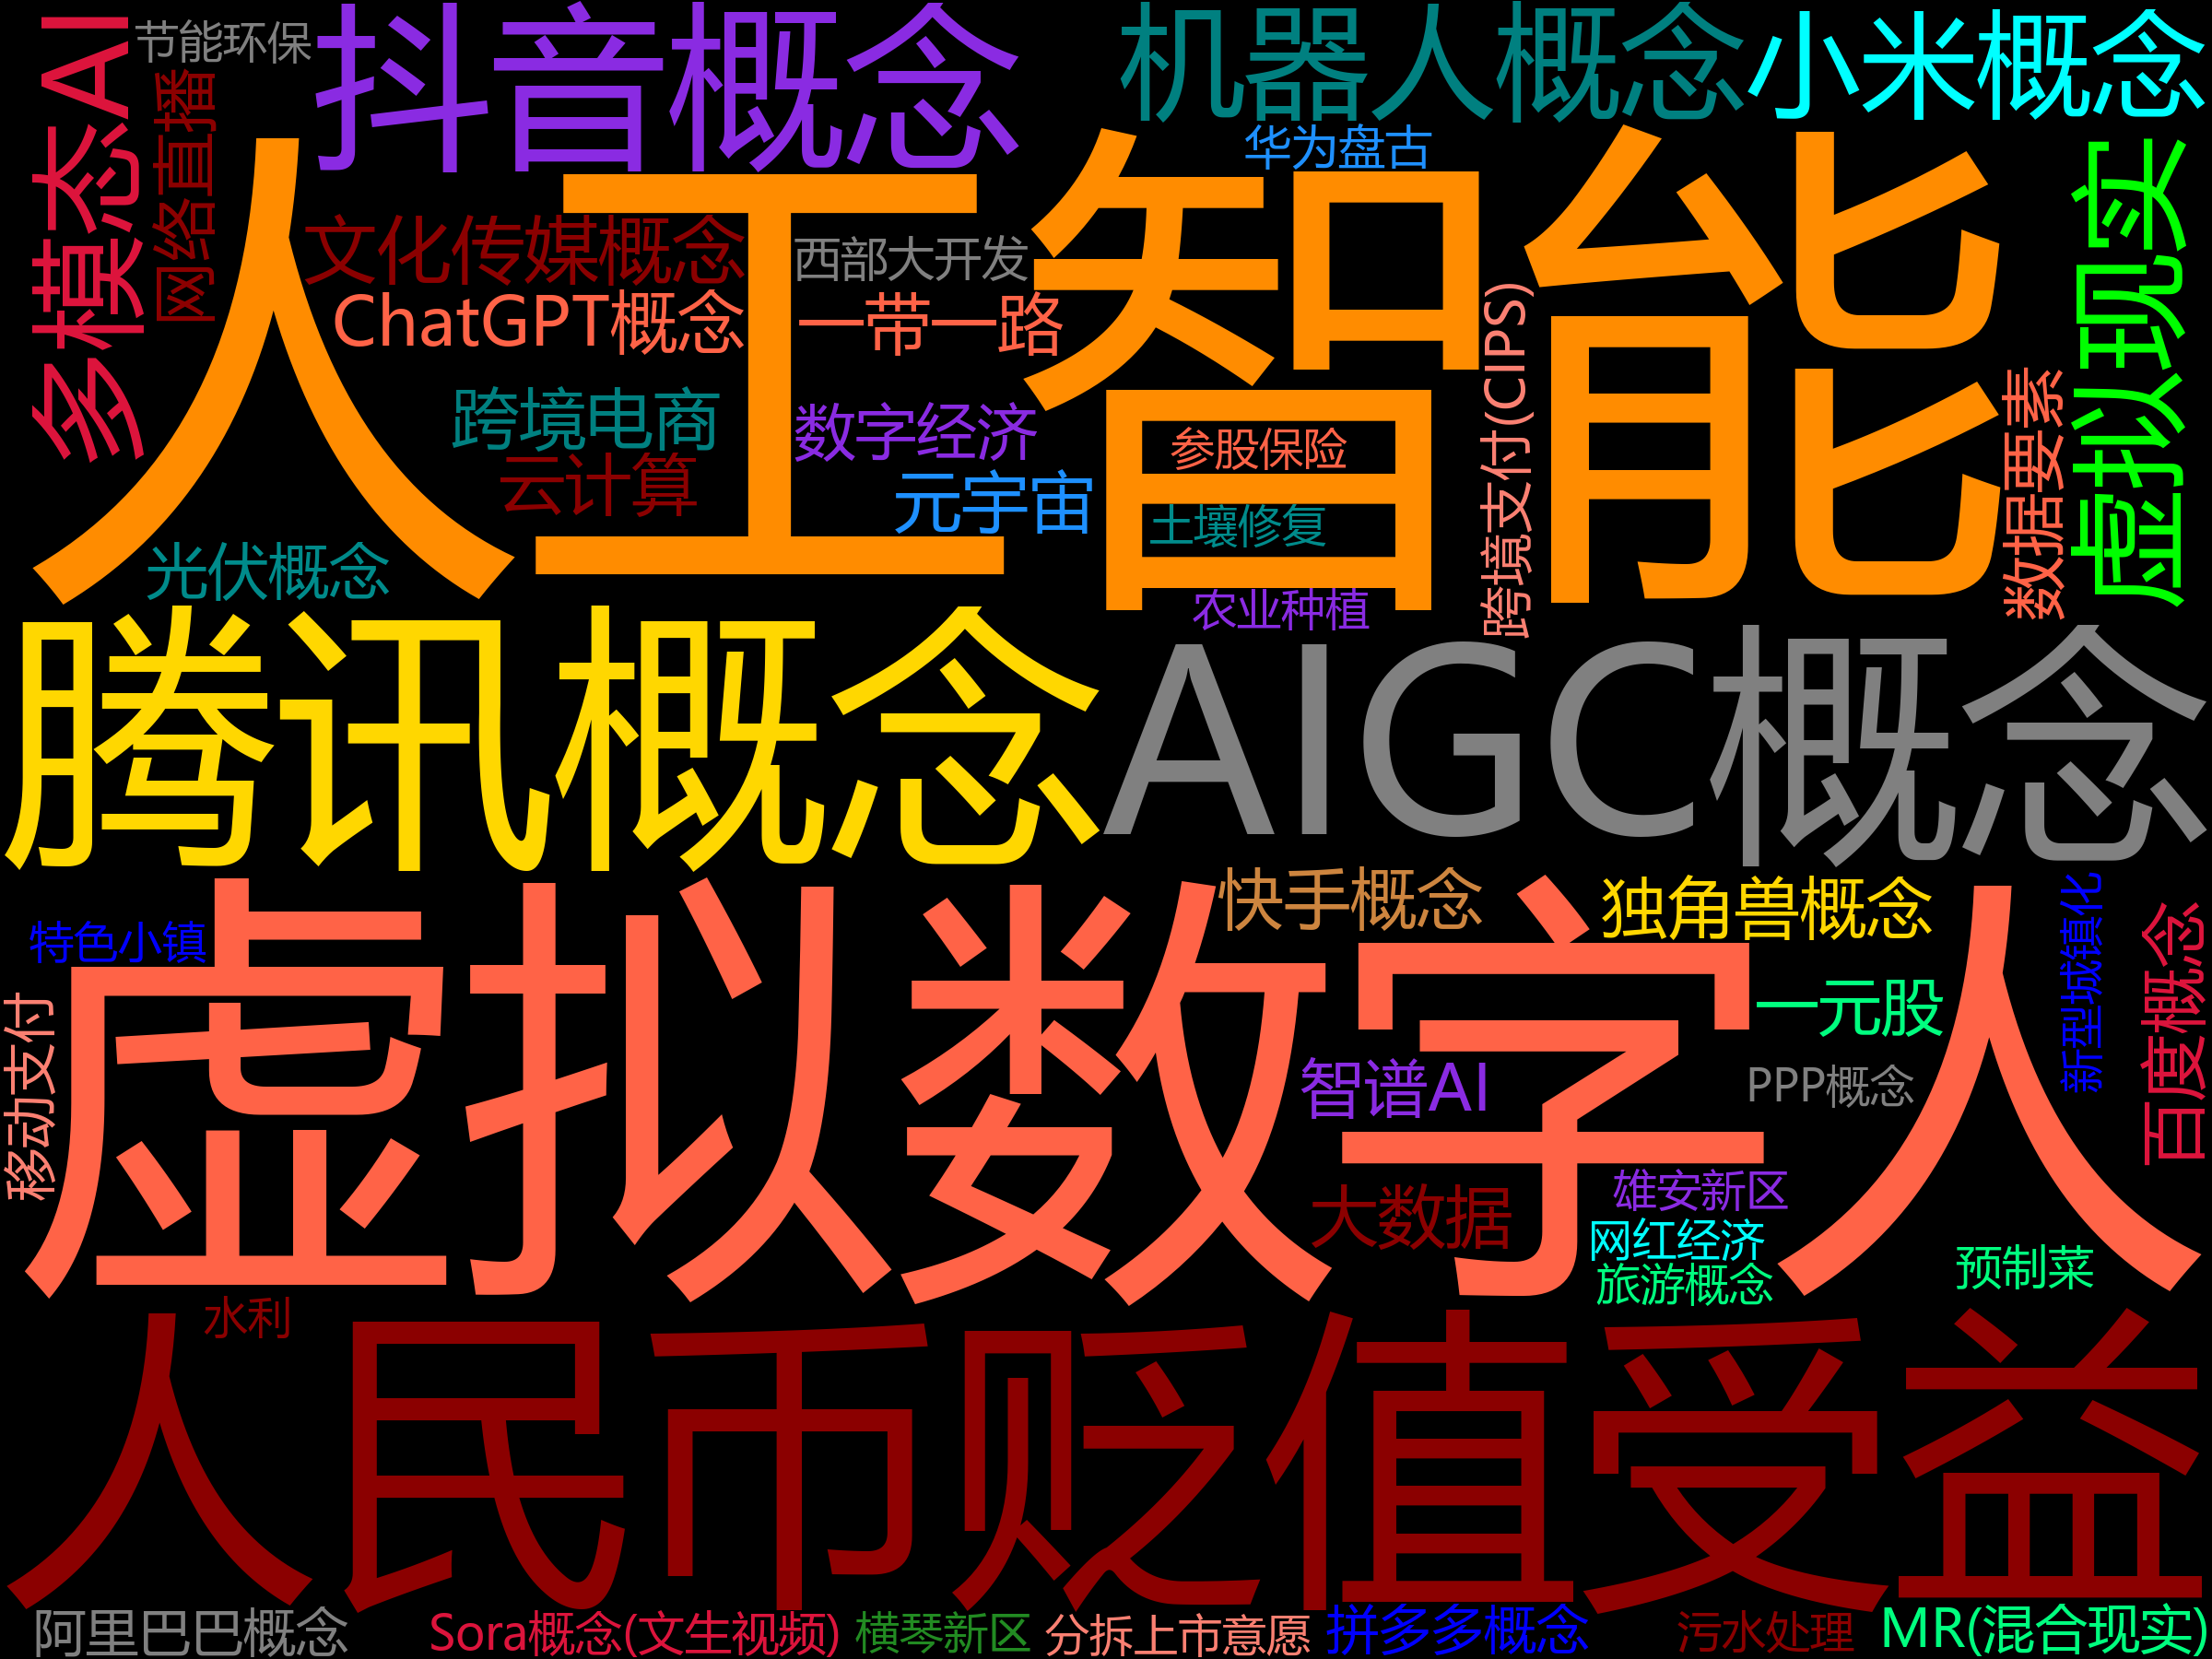 节能环保
多模态AI
网络直播
抖音概念
机器人概念
小米概念
华为盘古
人工智能
虚拟现实
文化传媒概念
西部大开发
ChatGPT概念
一带一路
跨境支付(CIPS)
数据要素
跨境电商
数字经济
参股保险
云计算
元宇宙
土壤修复
光伏概念
农业种植
腾讯概念
AIGC概念
快手概念
独角兽概念
特色小镇
新型城镇化
百度概念
虚拟数字人
移动支付
一元股
智谱AI
PPP概念
大数据
雄安新区
网红经济
旅游概念
预制菜
水利
人民币贬值受益
阿里巴巴概念
Sora概念(文生视频)
横琴新区
分拆上市意愿
拼多多概念
污水处理
MR(混合现实)